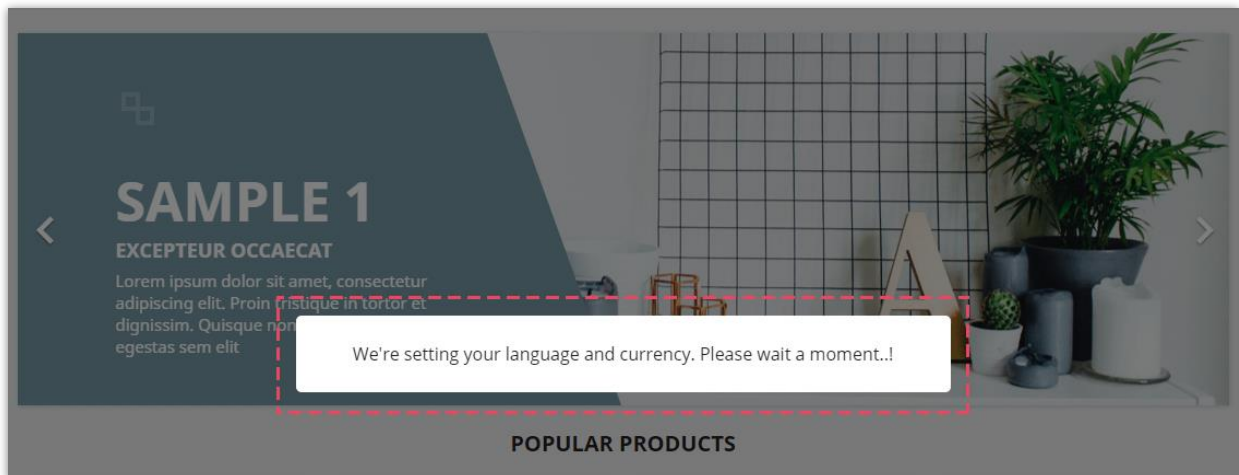 SAMPLE 1
EXCEPTEUR OCCAECAT
Lorem ipsum dolor sit amet, consectetur
adipiscing elit. Proin tristique in tortor et
dignissim. Quisque non
egestas sem elit
We're setting your language and currency. Please wait a moment..!
POPULAR PRODUCTS